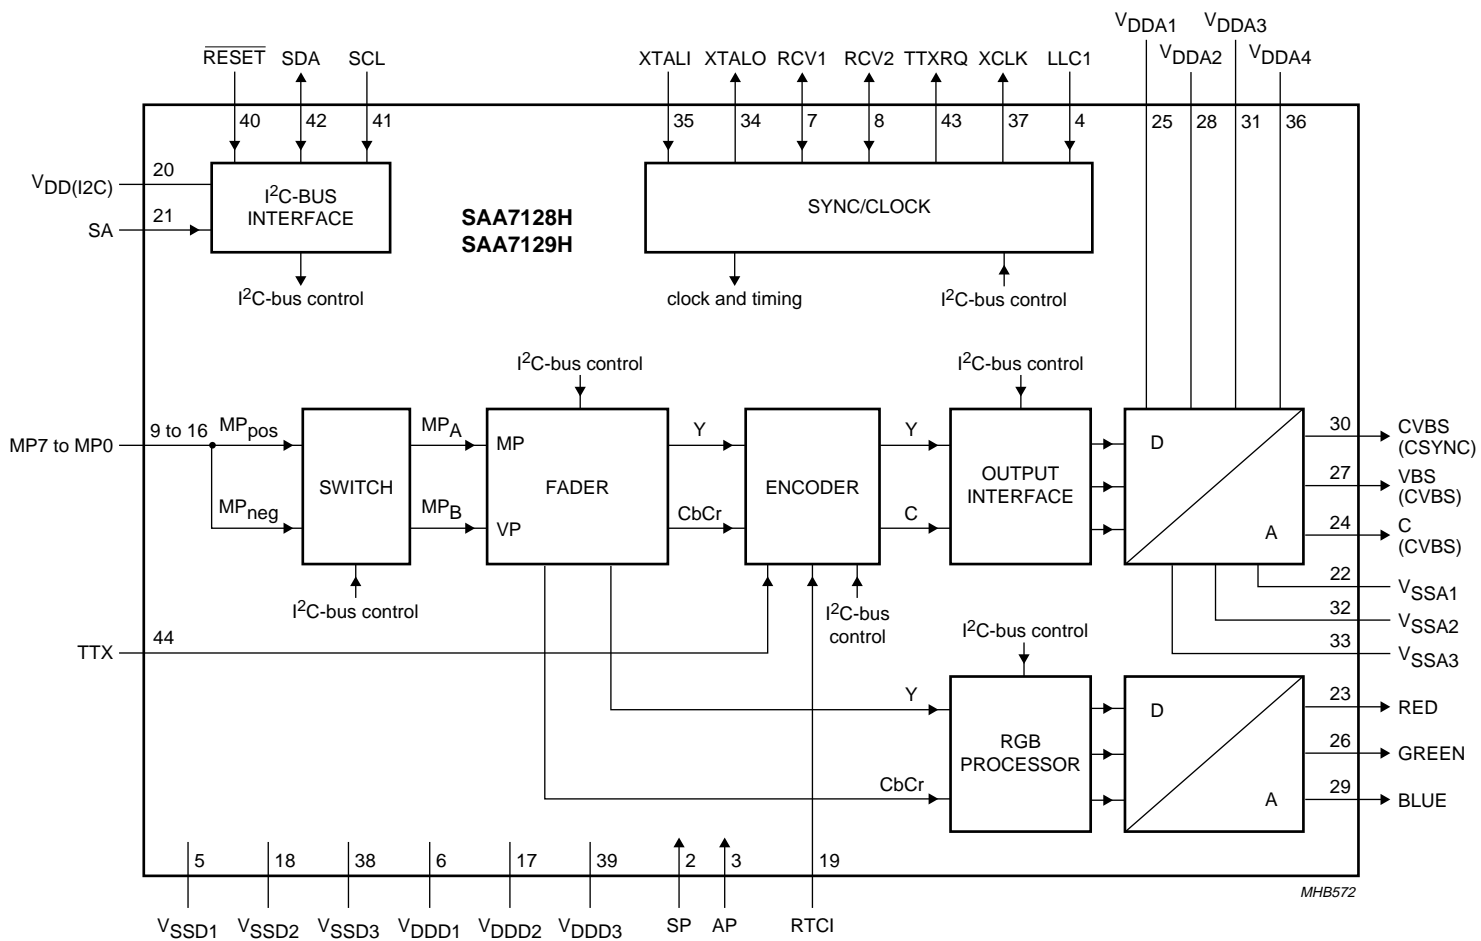 VDDA1 VDDA3
VDDA2 VDDA4
RESET SDA SCL XTALI XTALO RCV1 RCV2 TTXRQ XCLK LLC1
40 42 41 35 34 7 8 43 37 4 25 28 31 36
VDD(I2C) 20
SA 21
I2C-BUS
INTERFACE
SAA7128H
SAA7129H
SYNC/CLOCK
I2C-bus control
clock and timing
I2C-bus control
I2C-bus control
I2C-bus control
MP7 to MP0 9 to 16 MPpos MPA MP Y Y D 30 CVBS
(CSYNC)
SWITCH FADER ENCODER OUTPUT
INTERFACE
27 VBS
(CVBS)
MPneg MPB VP CbCr C A 24 C
(CVBS)
22 VSSA1
I2C-bus control
I2C-bus
control
32 VSSA2
I2C-bus control
TTX 44
33 VSSA3
Y D 23 RED
RGB
PROCESSOR
26 GREEN
CbCr A 29 BLUE
5 18 38 6 17 39 2 3 19
MHB572
VSSD1 VSSD2 VSSD3 VDDD1 VDDD2 VDDD3 SP AP RTCI